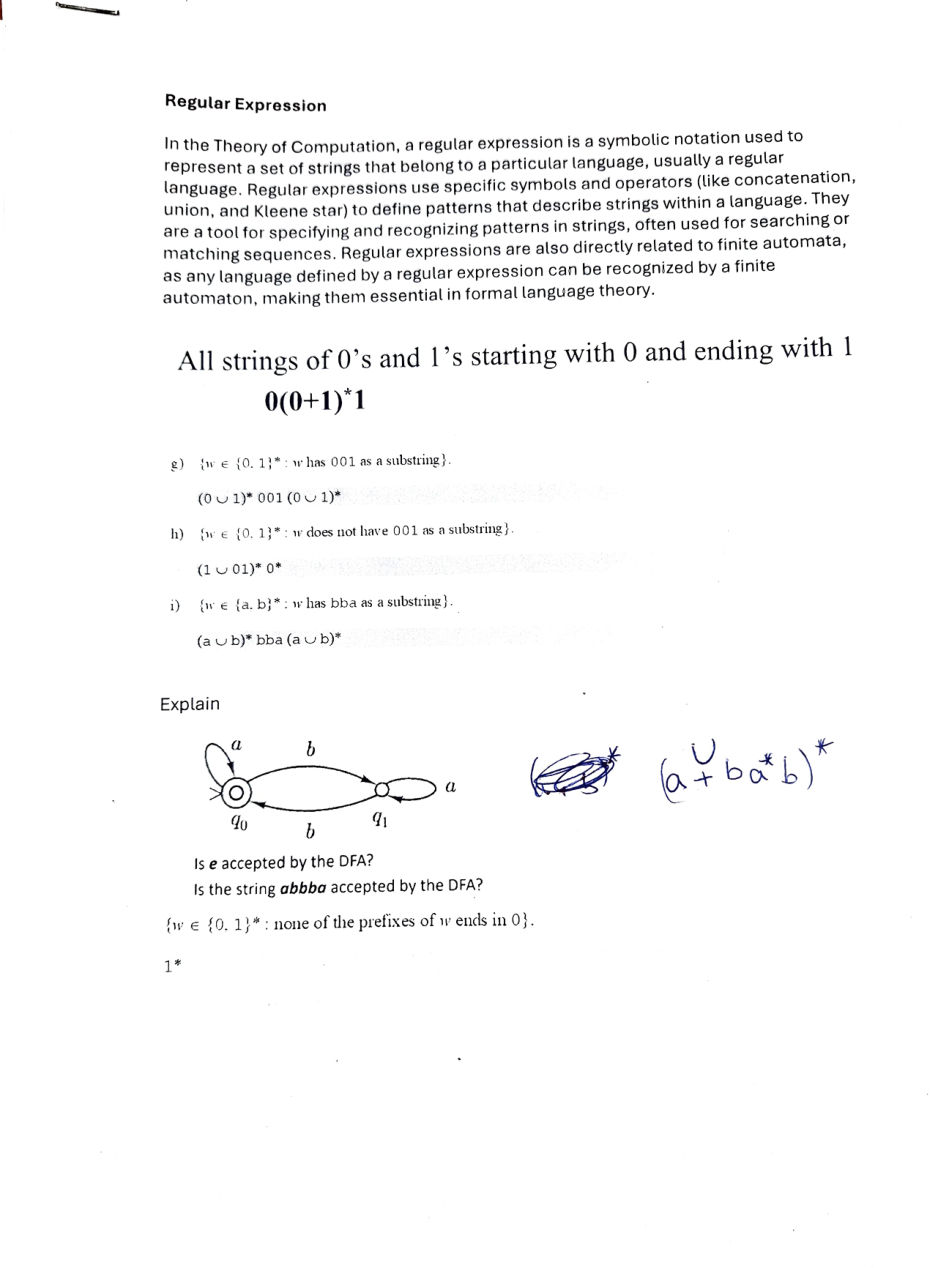 Regular Expression
In the Theory of Computation, a regular expression is a symbolic notation used to
represent a set of strings that belong to a particular language, usually a regular
language. Regular expressions use specific symbols and operators (like concatenation,
union, and Kleene star) to define patterns that describe strings within a language. They
are a tool for specifying and recognizing patterns in strings, often used for searching or
matching sequences. Regular expressions are also directly related to finite automata,
as any language defined by a regular expression can be recognized by a finite
automaton, making them essential in formal language theory.
All strings of 0's and 1's starting with 0 and ending with 1
0(0+1)*1
g) {w ∈ {0. 1}* : w has 001 as a substring}.
(0 ∪ 1)* 001 (0 ∪ 1)*
h) {w ∈ {0. 1}* : w does not have 001 as a substring}.
(1 ∪ 01)* 0*
i) {w ∈ {a. b}* : w has bba as a substring}.
(a ∪ b)* bba (a ∪ b)*
Explain
a
b
a
q0
b
q1
∪
(a + ba*b)*
Is e accepted by the DFA?
Is the string abbba accepted by the DFA?
{w ∈ {0. 1}* : none of the prefixes of w ends in 0}.
1*